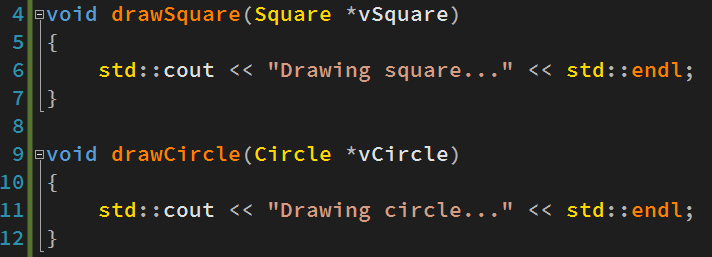 4 void drawSquare(Square *vSquare)
5 {
6     std::cout << "Drawing square..." << std::endl;
7 }
8
9 void drawCircle(Circle *vCircle)
10 {
11     std::cout << "Drawing circle..." << std::endl;
12 }